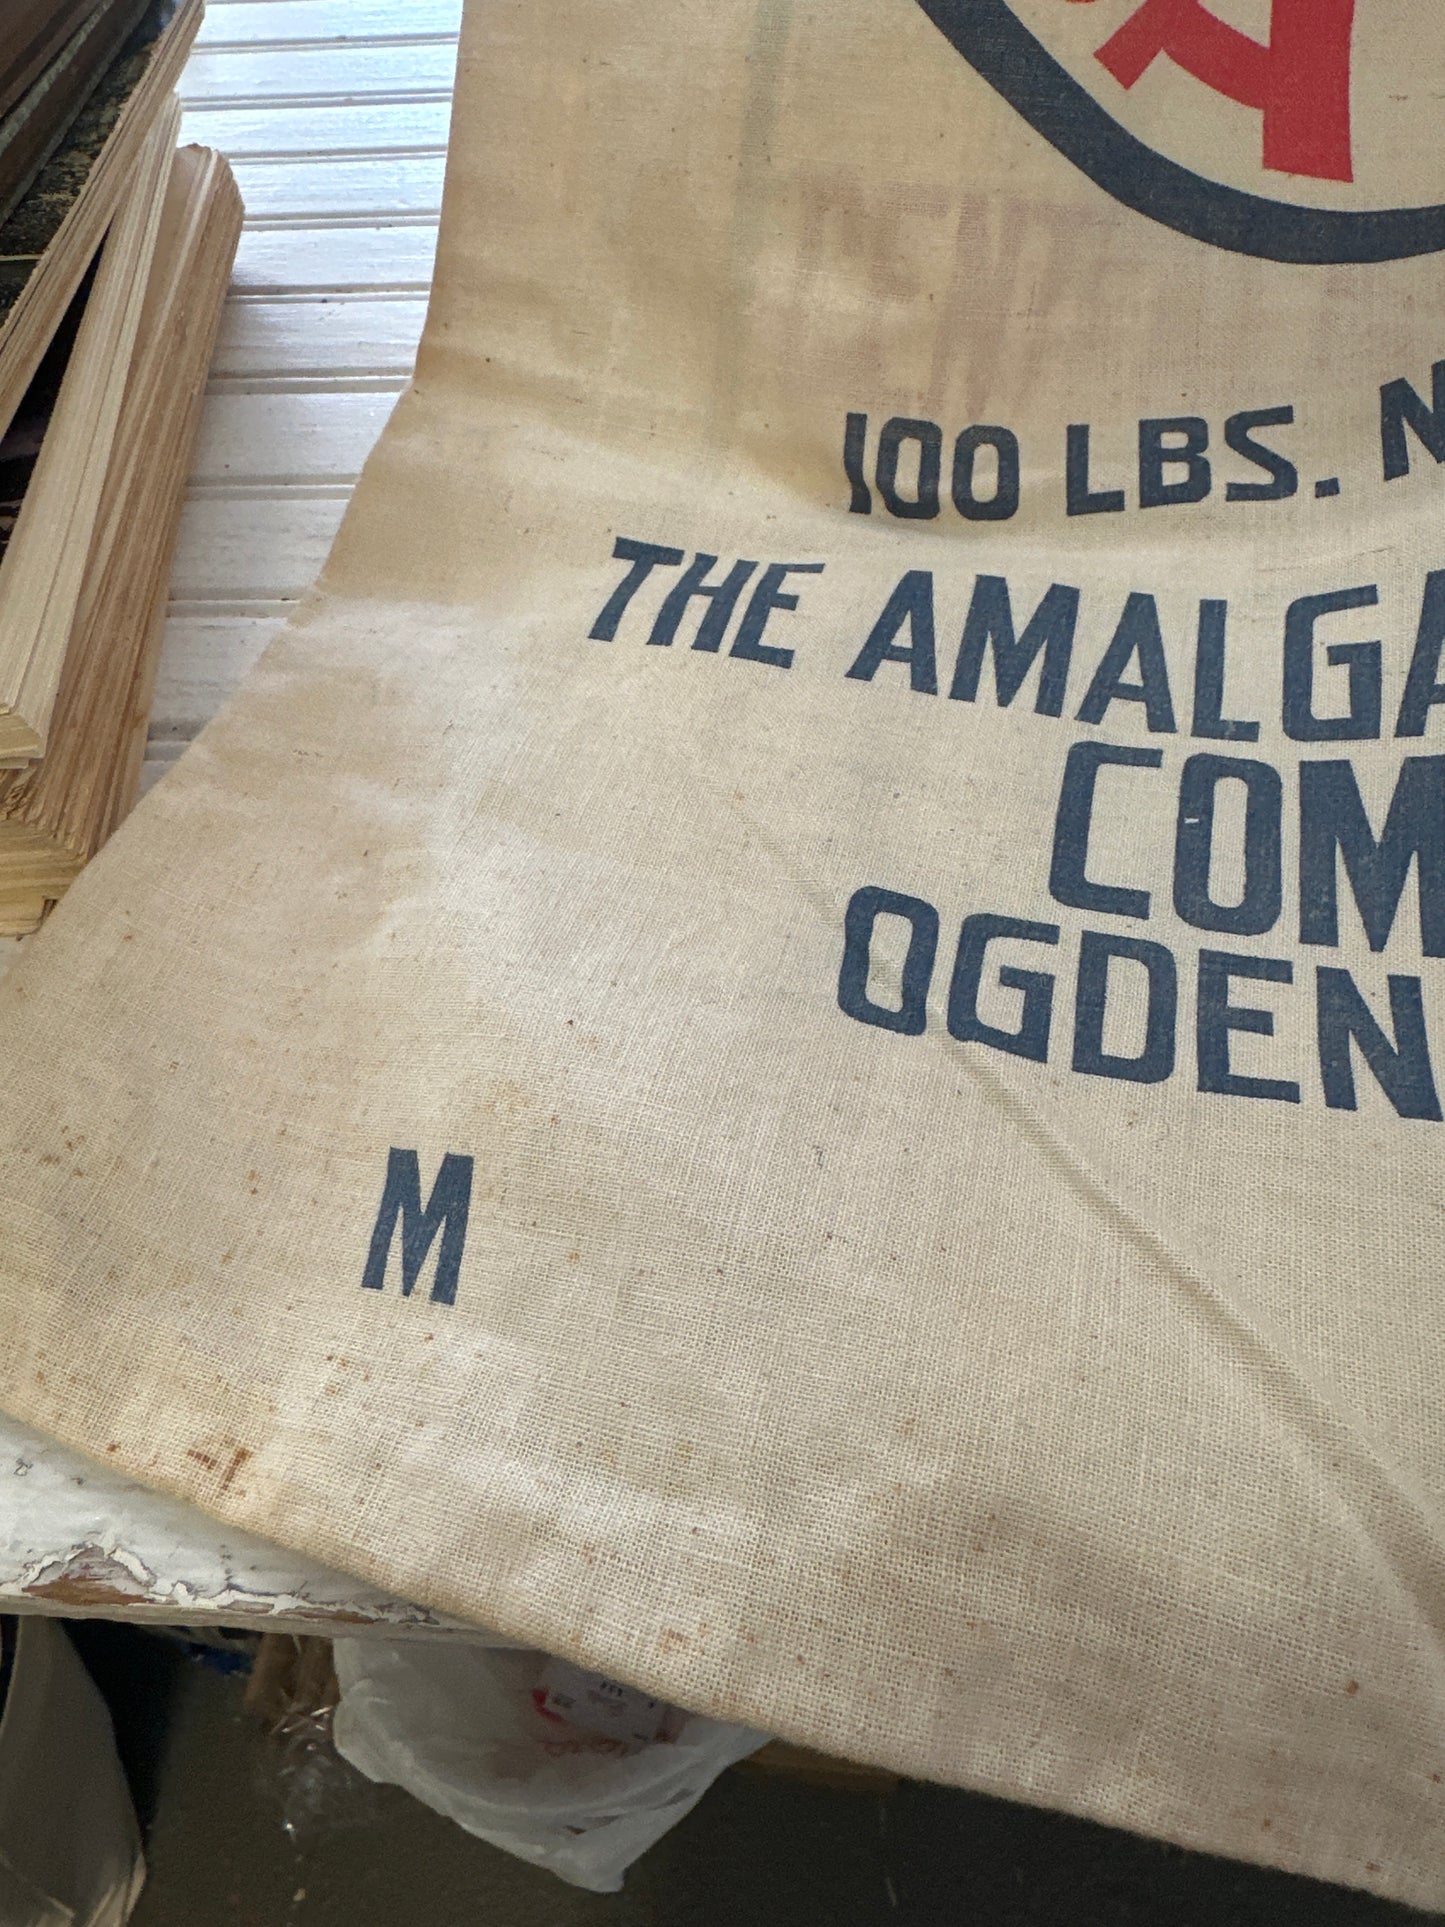 100 LBS. N
THE AMALGA
COM
OGDEN
M